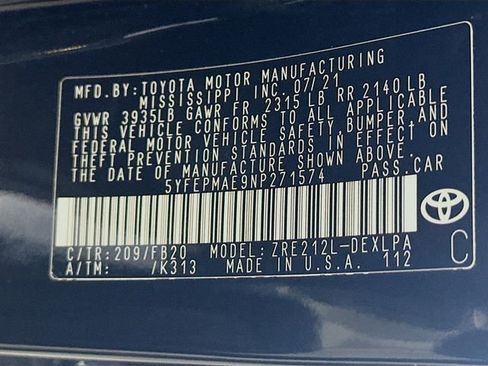 MFD.BY:TOYOTA MOTOR MANUFACTURING
MISSISSIPPI INC. 07/21
GVWR 3935LB GAWR FR 2315 LB RR 2140LB
THIS VEHICLE CONFORMS TO ALL APPLICABLE
FEDERAL MOTOR VEHICLE SAFETY, BUMPER, AND
THEFT PREVENTION STANDARDS IN EFFECT ON
THE DATE OF MANUFACTURE SHOWN ABOVE.
5YFEPMAE9NP271574 PASS.CAR
C/TR:209/FB20 MODEL:ZRE212L-DEXLPA
A/TM: /K313 MADE IN U.S.A. 112
C